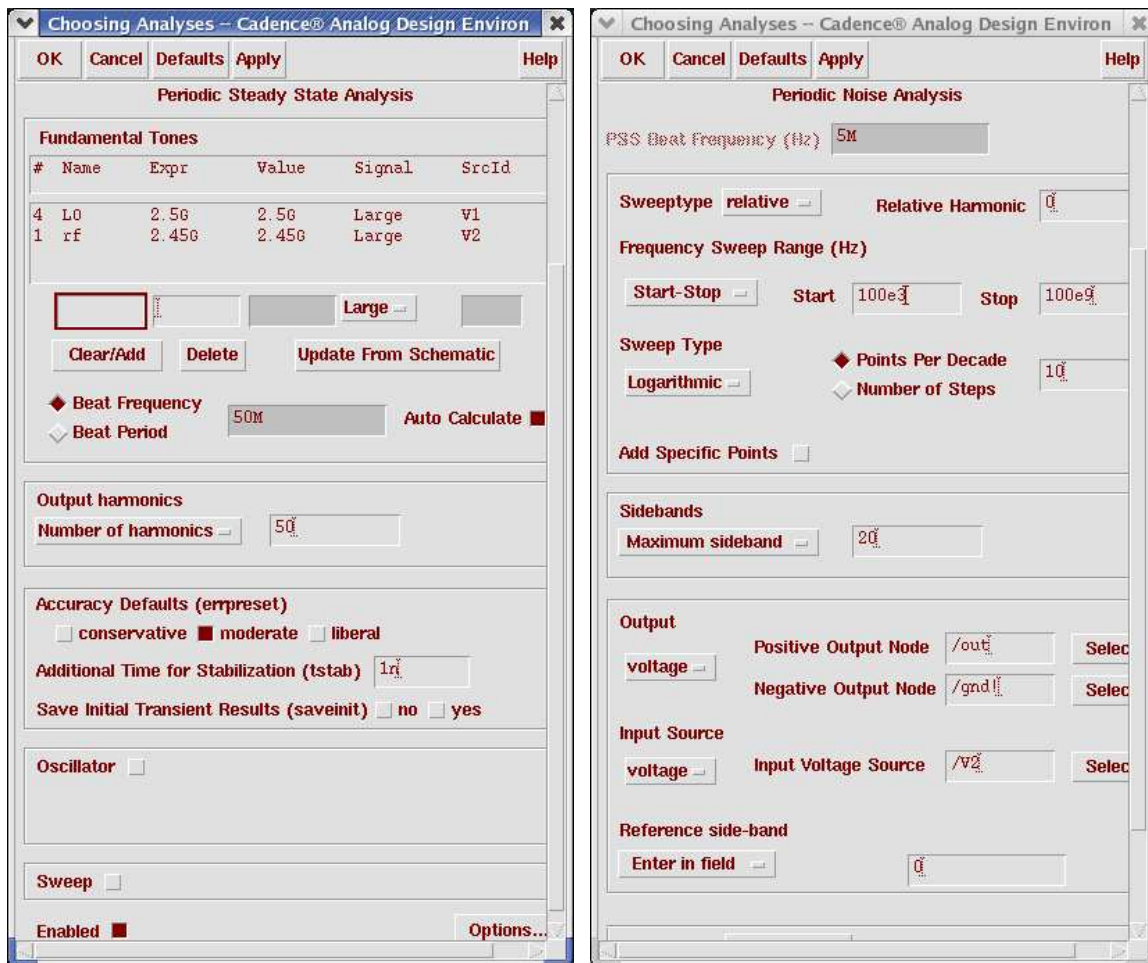 Choosing Analyses -- Cadence® Analog Design Environ
OK Cancel Defaults Apply Help
Periodic Steady State Analysis
Fundamental Tones
# Name Expr Value Signal SrcId
4 LO 2.5G 2.5G Large V1
1 rf 2.45G 2.45G Large V2
Large
Clear/Add Delete Update From Schematic
Beat Frequency
Beat Period
50M
Auto Calculate
Output harmonics
Number of harmonics 50
Accuracy Defaults (errpreset)
conservative moderate liberal
Additional Time for Stabilization (tstab) 1n
Save Initial Transient Results (saveinit) no yes
Oscillator
Sweep
Enabled Options...
Choosing Analyses -- Cadence® Analog Design Environ
OK Cancel Defaults Apply Help
Periodic Noise Analysis
PSS Beat Frequency (Hz) 5M
Sweeptype relative Relative Harmonic 0
Frequency Sweep Range (Hz)
Start-Stop Start 100e3 Stop 100e9
Sweep Type
Logarithmic
Points Per Decade
Number of Steps
10
Add Specific Points
Sidebands
Maximum sideband 20
Output
voltage
Positive Output Node /out Selec
Negative Output Node /gnd! Selec
Input Source
voltage Input Voltage Source /V2 Selec
Reference side-band
Enter in field 0